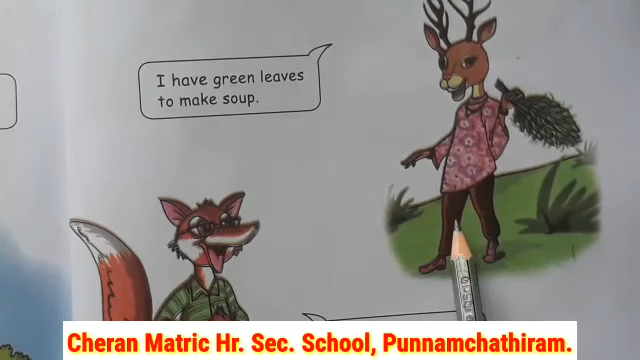 I have green leaves
to make soup.
Cheran Matric Hr. Sec. School, Punnamchathiram.